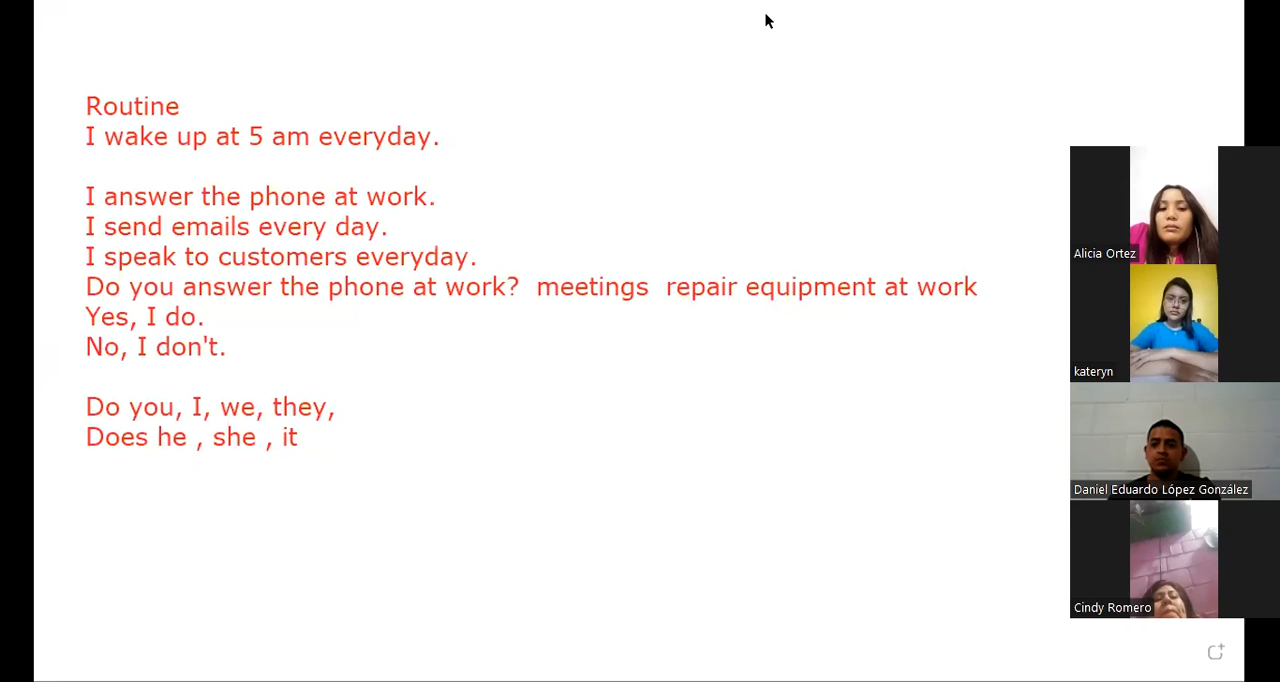 Routine
I wake up at 5 am everyday.
I answer the phone at work.
I send emails every day.
I speak to customers everyday.
Do you answer the phone at work?  meetings  repair equipment at work
Yes, I do.
No, I don't.
Do you, I, we, they,
Does he , she , it
Alicia Ortez
kateryn
Daniel Eduardo López González
Cindy Romero